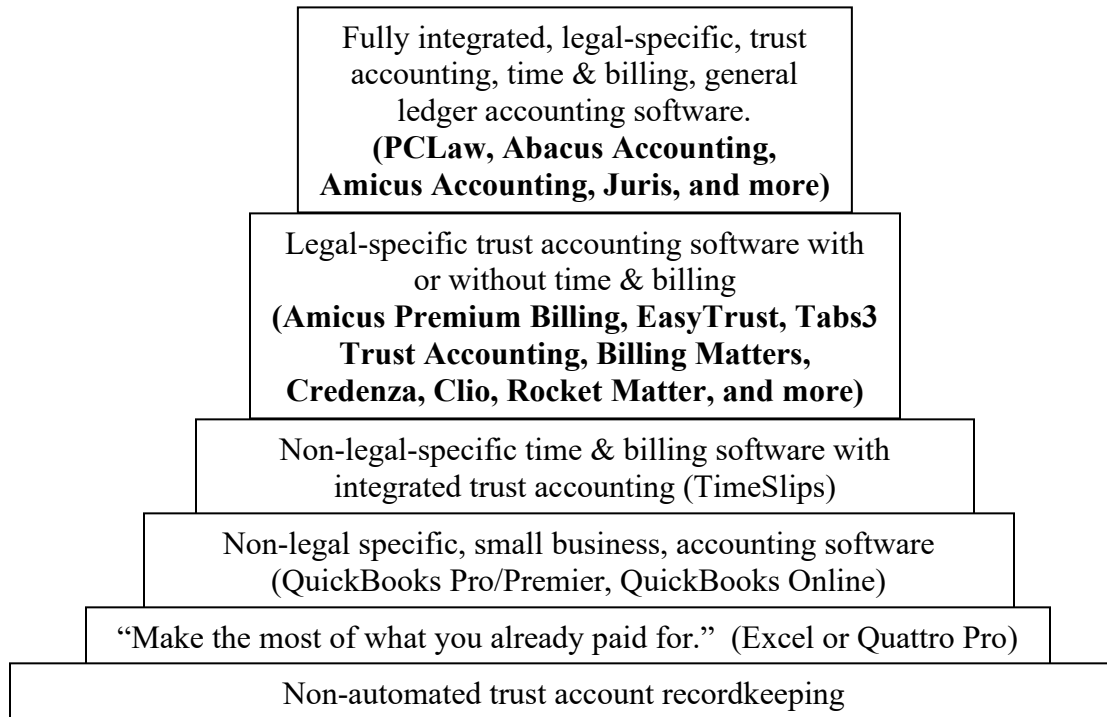 Fully integrated, legal-specific, trust
accounting, time & billing, general
ledger accounting software.
(PCLaw, Abacus Accounting,
Amicus Accounting, Juris, and more)
Legal-specific trust accounting software with
or without time & billing
(Amicus Premium Billing, EasyTrust, Tabs3
Trust Accounting, Billing Matters,
Credenza, Clio, Rocket Matter, and more)
Non-legal-specific time & billing software with
integrated trust accounting (TimeSlips)
Non-legal specific, small business, accounting software
(QuickBooks Pro/Premier, QuickBooks Online)
“Make the most of what you already paid for.”  (Excel or Quattro Pro)
Non-automated trust account recordkeeping